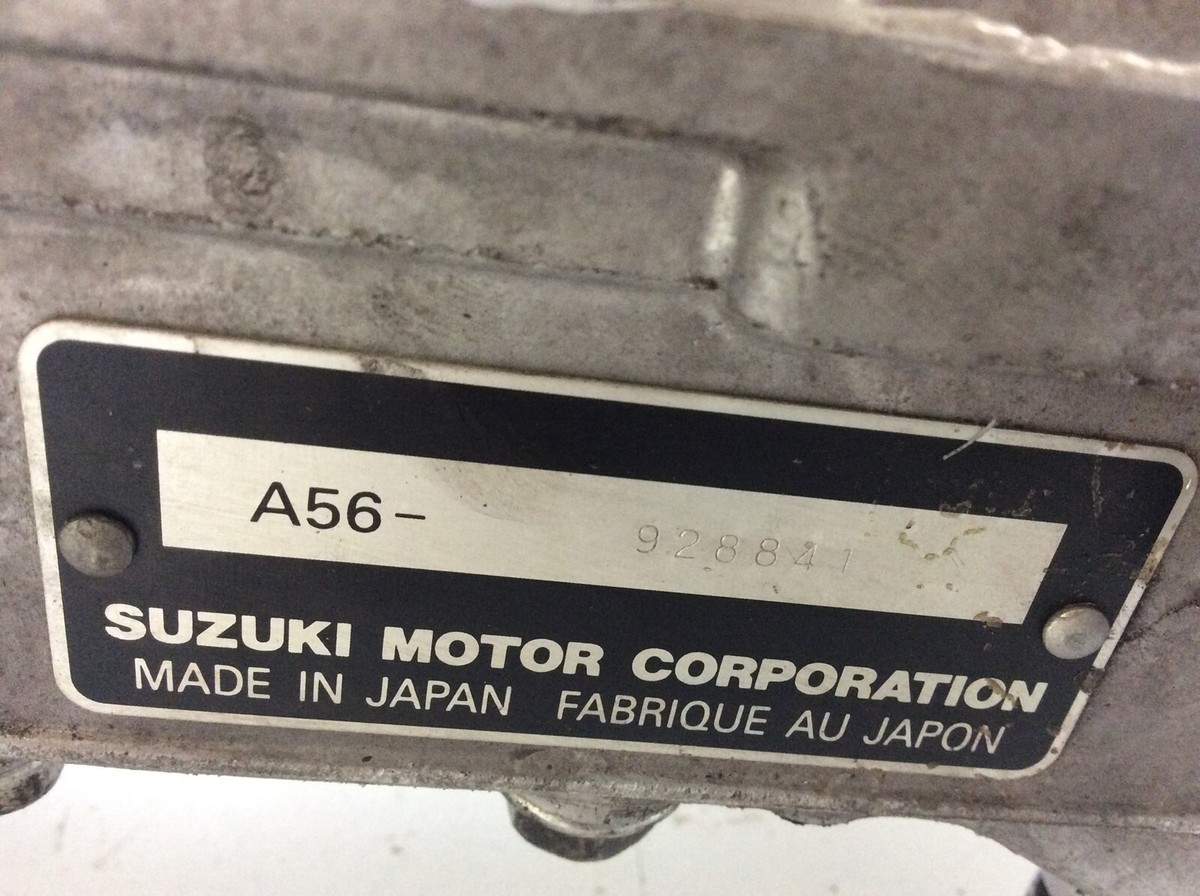 A56- 928841
SUZUKI MOTOR CORPORATION
MADE IN JAPAN FABRIQUE AU JAPON